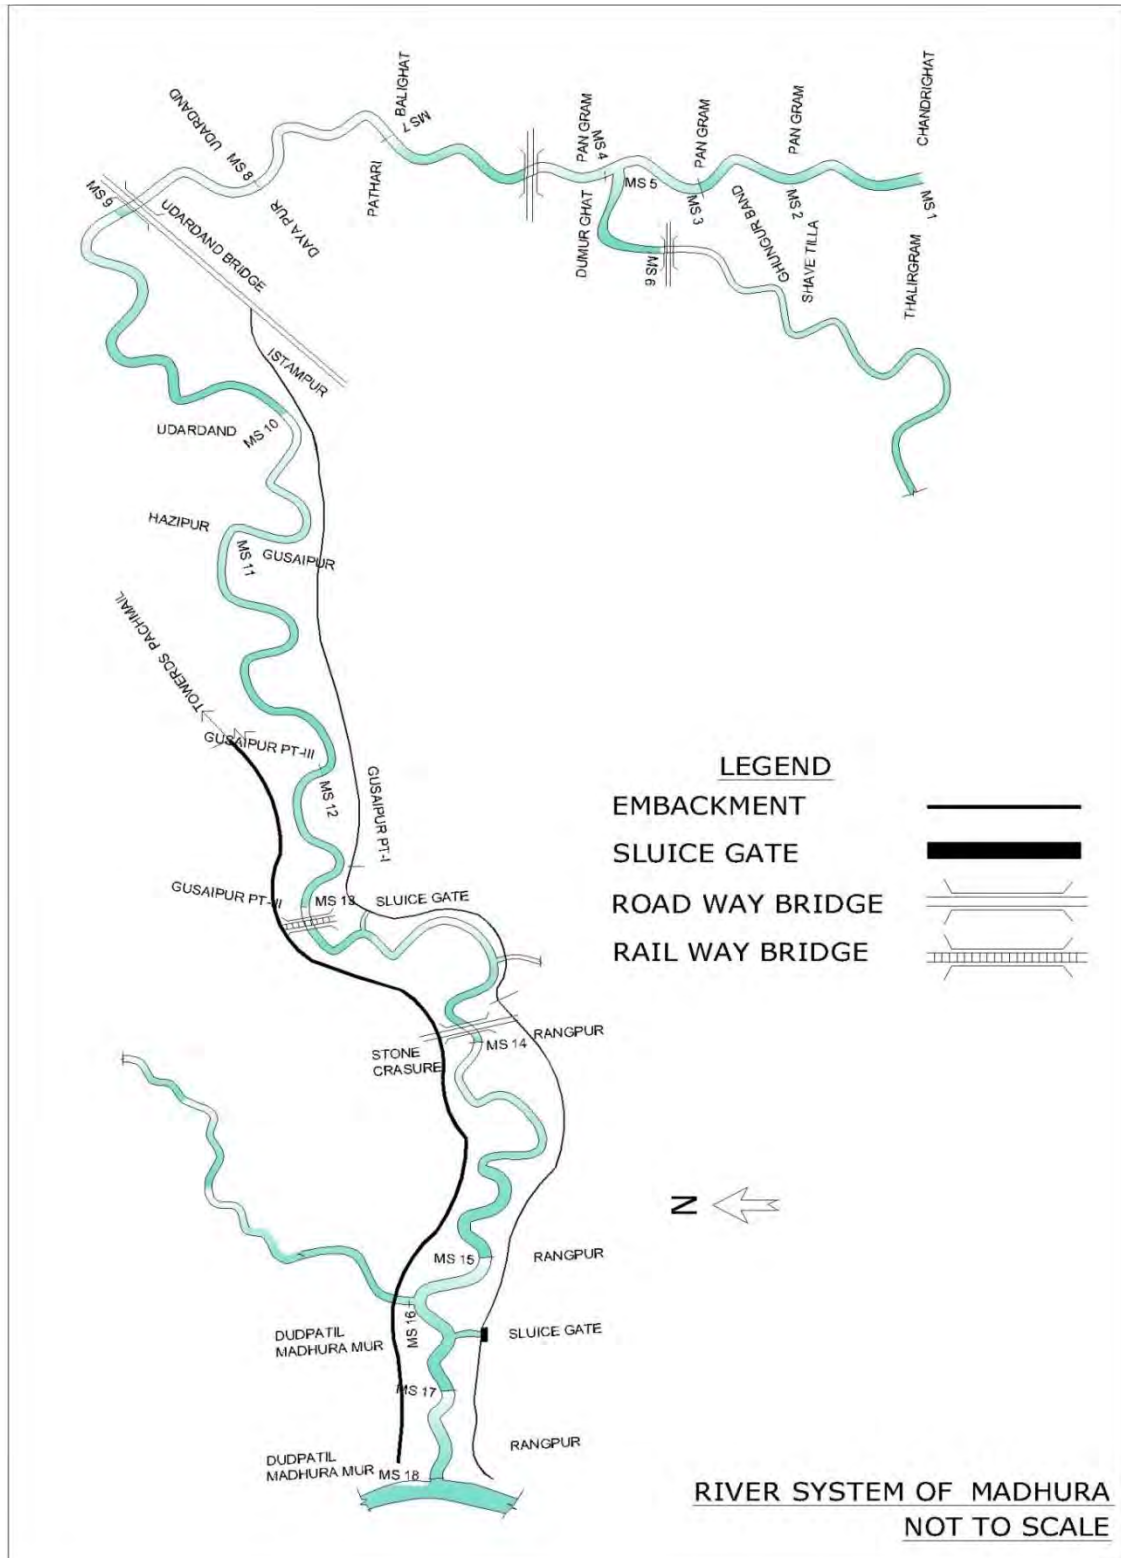 BALIGHAT
MS 7
UDARDAND
MS 8
PATHARI
DAYA PUR
MS 9
UDARDAND BRIDGE
ISTAMPUR
PAN GRAM
MS 4
MS 5
DUMUR GHAT
MS 6
PAN GRAM
MS 3
PAN GRAM
MS 2
CHANDRIGHAT
MS 1
GHUNGUR BAND
SHAVE TILLA
THALIRGRAM
UDARDAND
MS 10
HAZIPUR
MS 11
GUSAIPUR
TOWERDS PACHMAIL
GUSAIPUR PT-III
MS 12
GUSAIPUR PT-I
GUSAIPUR PT-II
MS 13
SLUICE GATE
RANGPUR
MS 14
STONE
CRASURE
MS 15
RANGPUR
MS 16
DUDPATIL
MADHURA MUR
SLUICE GATE
MS 17
RANGPUR
DUDPATIL
MADHURA MUR
MS 18
LEGEND
EMBACKMENT
SLUICE GATE
ROAD WAY BRIDGE
RAIL WAY BRIDGE
N
RIVER SYSTEM OF MADHURA
NOT TO SCALE